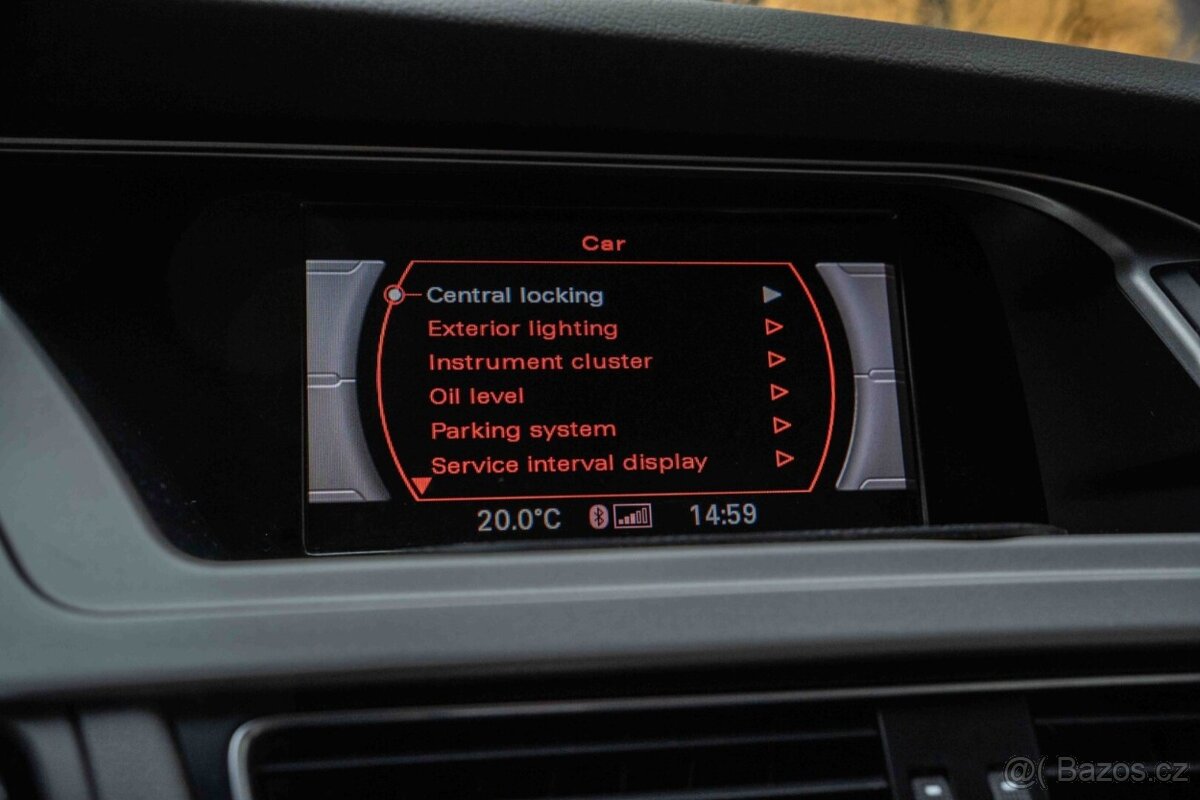 Car
Central locking
Exterior lighting
Instrument cluster
Oil level
Parking system
Service interval display
20.0°C 14:59
@( Bazos.cz